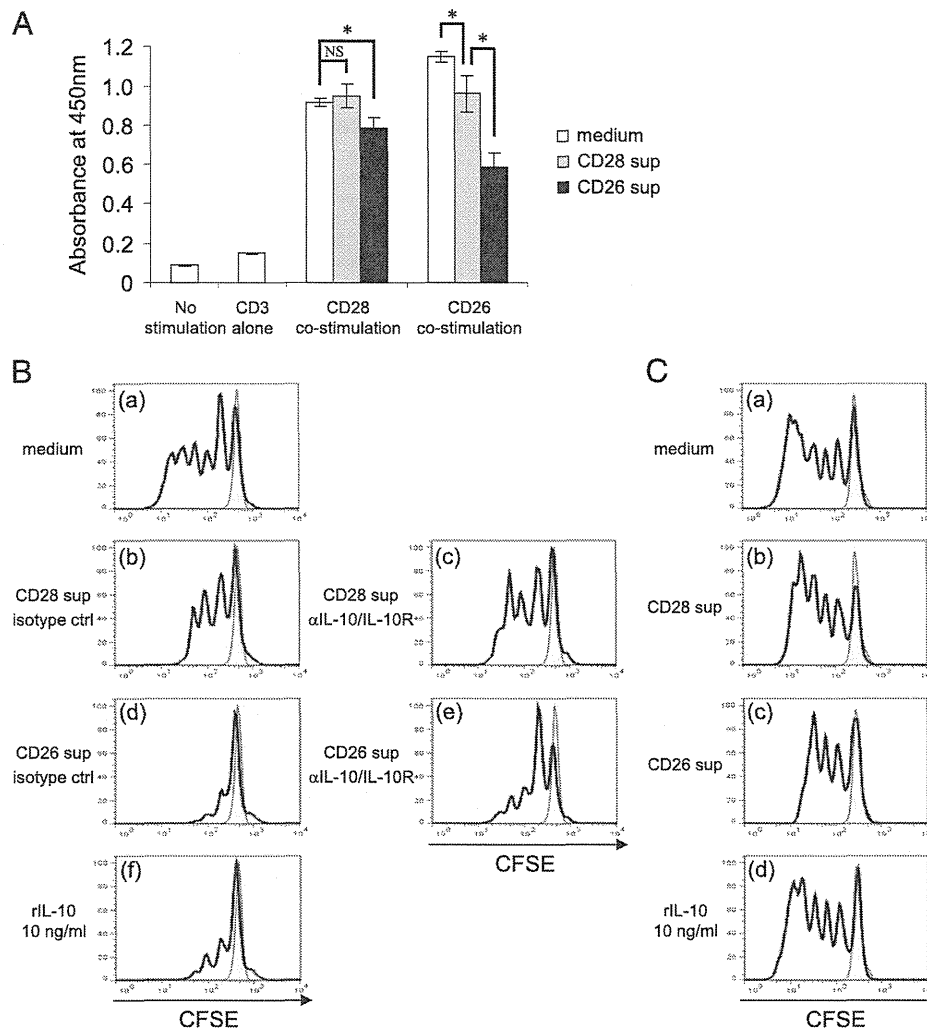 A
Absorbance at 450nm
1.2
1.0
0.8
0.6
0.4
0.2
0
NS
*
*
*
medium
CD28 sup
CD26 sup
No
stimulation
CD3
alone
CD28
co-stimulation
CD26
co-stimulation
B
(a)
medium
(b)
CD28 sup
isotype ctrl
(c)
CD28 sup
αIL-10/IL-10R
(d)
CD26 sup
isotype ctrl
(e)
CD26 sup
αIL-10/IL-10R
CFSE
(f)
rIL-10
10 ng/ml
CFSE
C
(a)
medium
(b)
CD28 sup
(c)
CD26 sup
(d)
rIL-10
10 ng/ml
CFSE